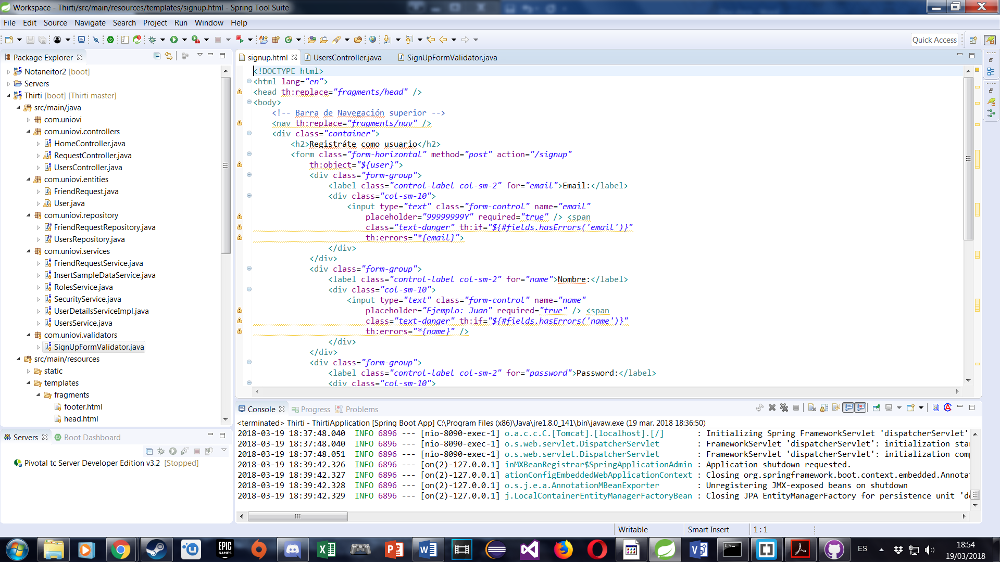 Workspace - Thirti/src/main/resources/templates/signup.html - Spring Tool Suite
File Edit Source Navigate Search Project Run Window Help
Quick Access
Package Explorer
Notaneitor2 [boot]
Servers
Thirti [boot] [Thirti master]
src/main/java
com.uniovi
com.uniovi.controllers
HomeController.java
RequestController.java
UsersController.java
com.uniovi.entities
FriendRequest.java
User.java
com.uniovi.repository
FriendRequestRepository.java
UsersRepository.java
com.uniovi.services
FriendRequestService.java
InsertSampleDataService.java
RolesService.java
SecurityService.java
UserDetailsServiceImpl.java
UsersService.java
com.uniovi.validators
SignUpFormValidator.java
src/main/resources
static
templates
fragments
footer.html
head.html
Servers Boot Dashboard
Pivotal tc Server Developer Edition v3.2 [Stopped]
signup.html UsersController.java SignUpFormValidator.java
<!DOCTYPE html>
<html lang="en">
<head th:replace="fragments/head" />
<body>
<!-- Barra de Navegación superior -->
<nav th:replace="fragments/nav" />
<div class="container">
<h2>Registráte como usuario</h2>
<form class="form-horizontal" method="post" action="/signup"
th:object="${user}">
<div class="form-group">
<label class="control-label col-sm-2" for="email">Email:</label>
<div class="col-sm-10">
<input type="text" class="form-control" name="email"
placeholder="99999999Y" required="true" /> <span
class="text-danger" th:if="${#fields.hasErrors('email')}"
th:errors="*{email}">
</div>
</div>
<div class="form-group">
<label class="control-label col-sm-2" for="name">Nombre:</label>
<div class="col-sm-10">
<input type="text" class="form-control" name="name"
placeholder="Ejemplo: Juan" required="true" /> <span
class="text-danger" th:if="${#fields.hasErrors('name')}"
th:errors="*{name}" />
</div>
</div>
<div class="form-group">
<label class="control-label col-sm-2" for="password">Password:</label>
<div class="col-sm-10">
Console Progress Problems
<terminated> Thirti - ThirtiApplication [Spring Boot App] C:\Program Files (x86)\Java\jre1.8.0_141\bin\javaw.exe (19 mar. 2018 18:36:50)
2018-03-19 18:37:48.040 INFO 6896 --- [nio-8090-exec-1] o.a.c.c.C.[Tomcat].[localhost].[/] : Initializing Spring FrameworkServlet 'dispatcherServlet'
2018-03-19 18:37:48.040 INFO 6896 --- [nio-8090-exec-1] o.s.web.servlet.DispatcherServlet : FrameworkServlet 'dispatcherServlet': initialization sta
2018-03-19 18:37:48.051 INFO 6896 --- [nio-8090-exec-1] o.s.web.servlet.DispatcherServlet : FrameworkServlet 'dispatcherServlet': initialization comp
2018-03-19 18:39:42.326 INFO 6896 --- [on(2)-127.0.0.1] inMXBeanRegistrar$SpringApplicationAdmin : Application shutdown requested.
2018-03-19 18:39:42.327 INFO 6896 --- [on(2)-127.0.0.1] ationConfigEmbeddedWebApplicationContext : Closing org.springframework.boot.context.embedded.Annota
2018-03-19 18:39:42.328 INFO 6896 --- [on(2)-127.0.0.1] o.s.j.e.a.AnnotationMBeanExporter : Unregistering JMX-exposed beans on shutdown
2018-03-19 18:39:42.329 INFO 6896 --- [on(2)-127.0.0.1] j.LocalContainerEntityManagerFactoryBean : Closing JPA EntityManagerFactory for persistence unit 'de
Writable Smart Insert 1 : 1
EPIC GAMES
ES
18:54
19/03/2018